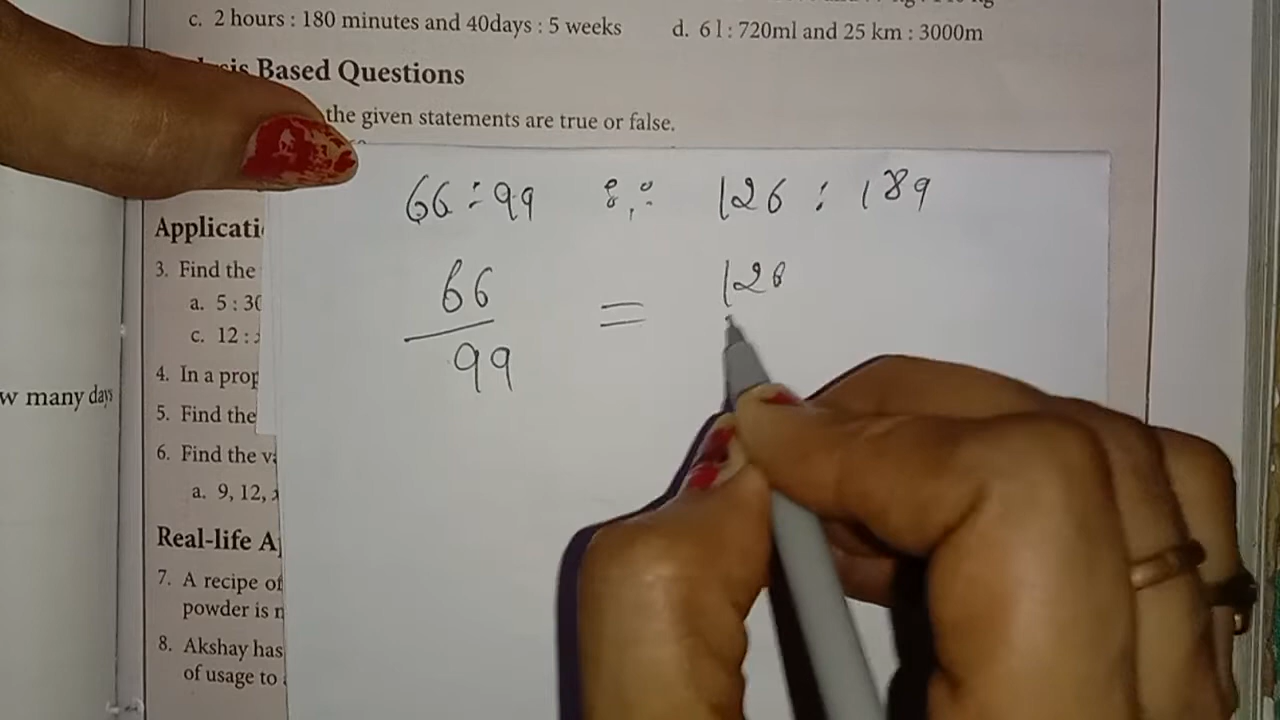 c. 2 hours : 180 minutes and 40days : 5 weeks d. 6 l : 720ml and 25 km : 3000m
Based Questions
the given statements are true or false.
66 : 99 :: 126 : 189
66 = 126
99
Applicati
3. Find the
a. 5 : 30
c. 12 :
4. In a prop
5. Find the
6. Find the va
a. 9, 12,
Real-life A
7. A recipe of
powder is
8. Akshay has
of usage to
w many days